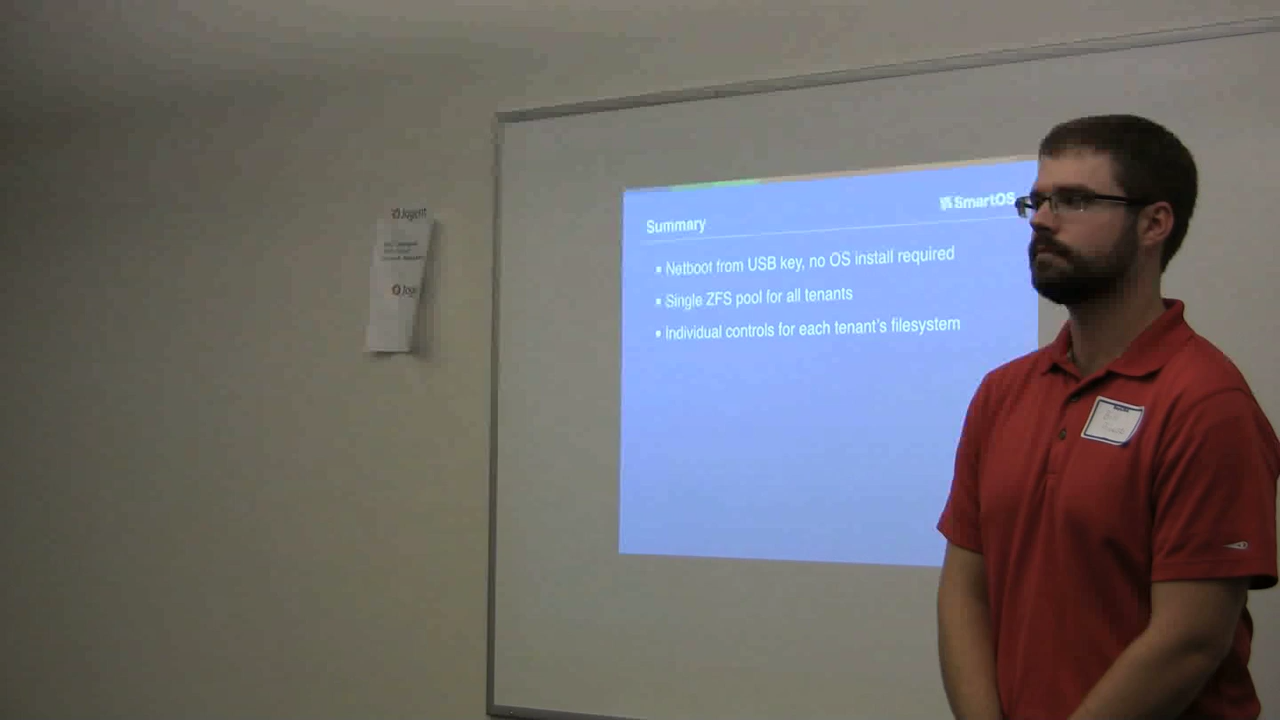 Joyent
Joye
SmartOS
Summary
▪ Netboot from USB key, no OS install required
▪ Single ZFS pool for all tenants
▪ Individual controls for each tenant's filesystem